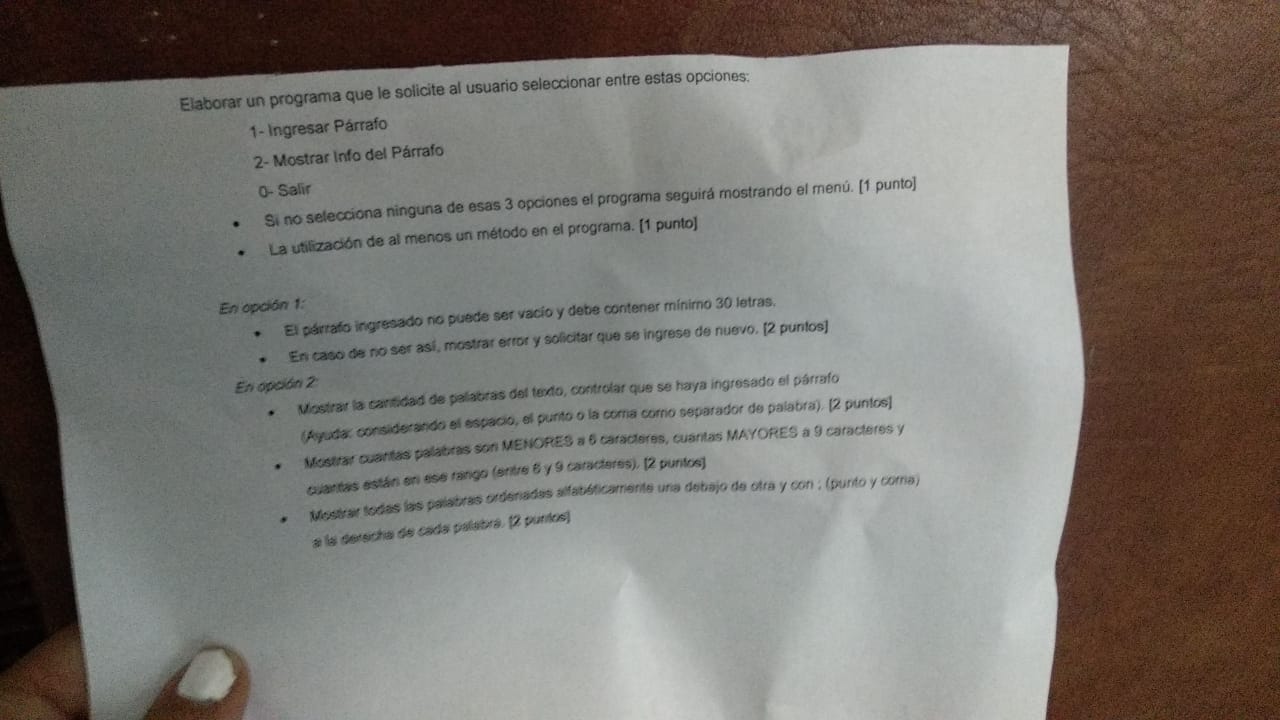 Elaborar un programa que le solicite al usuario seleccionar entre estas opciones:
1- Ingresar Párrafo
2- Mostrar Info del Párrafo
0- Salir
• Si no selecciona ninguna de esas 3 opciones el programa seguirá mostrando el menú. [1 punto]
• La utilización de al menos un método en el programa. [1 punto]
En opción 1:
• El párrafo ingresado no puede ser vacío y debe contener mínimo 30 letras.
• En caso de no ser así, mostrar error y solicitar que se ingrese de nuevo. [2 puntos]
En opción 2:
• Mostrar la cantidad de palabras del texto, controlar que se haya ingresado el párrafo
(Ayuda: considerando el espacio, el punto o la coma como separador de palabra). [2 puntos]
• Mostrar cuantas palabras son MENORES a 6 caracteres, cuantas MAYORES a 9 caracteres y
cuantas están en ese rango (entre 6 y 9 caracteres). [2 puntos]
• Mostrar todas las palabras ordenadas alfabéticamente una debajo de otra y con ; (punto y coma)
a la derecha de cada palabra. [2 puntos]